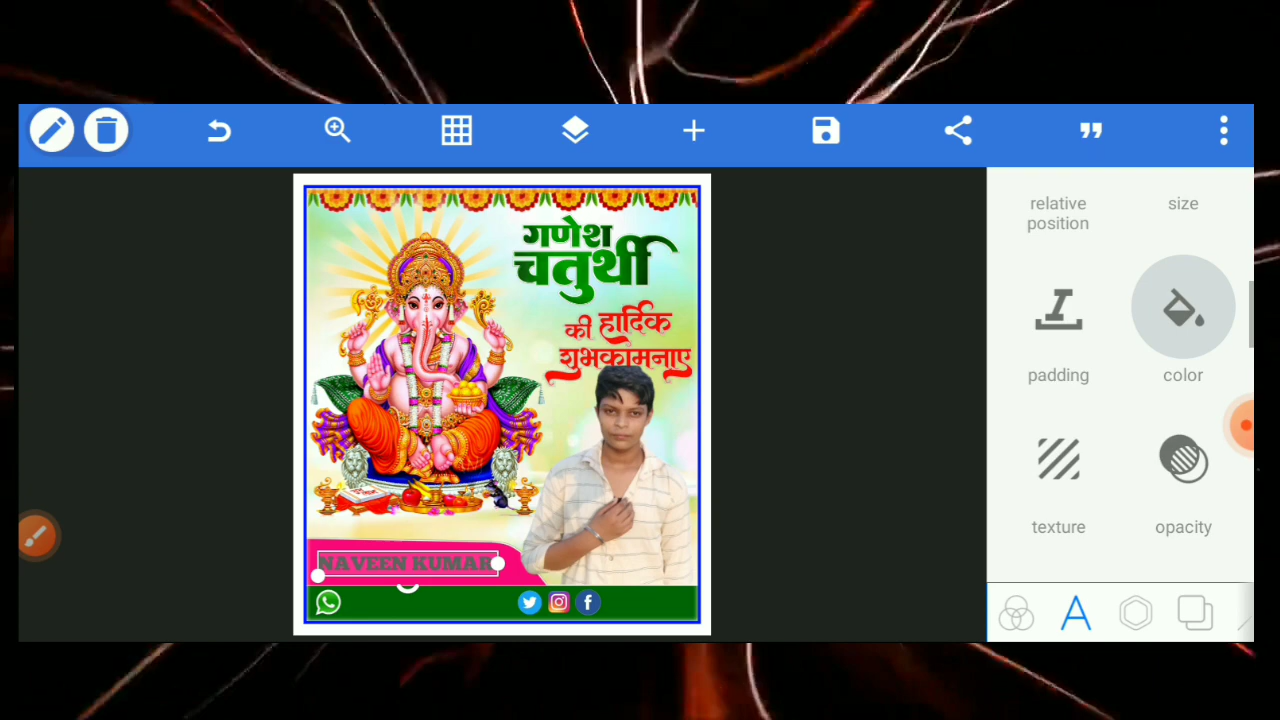 relative
position
size
गणेश
चतुर्थी
की हार्दिक
शुभकामनाए
padding
color
texture
opacity
NAVEEN KUMAR